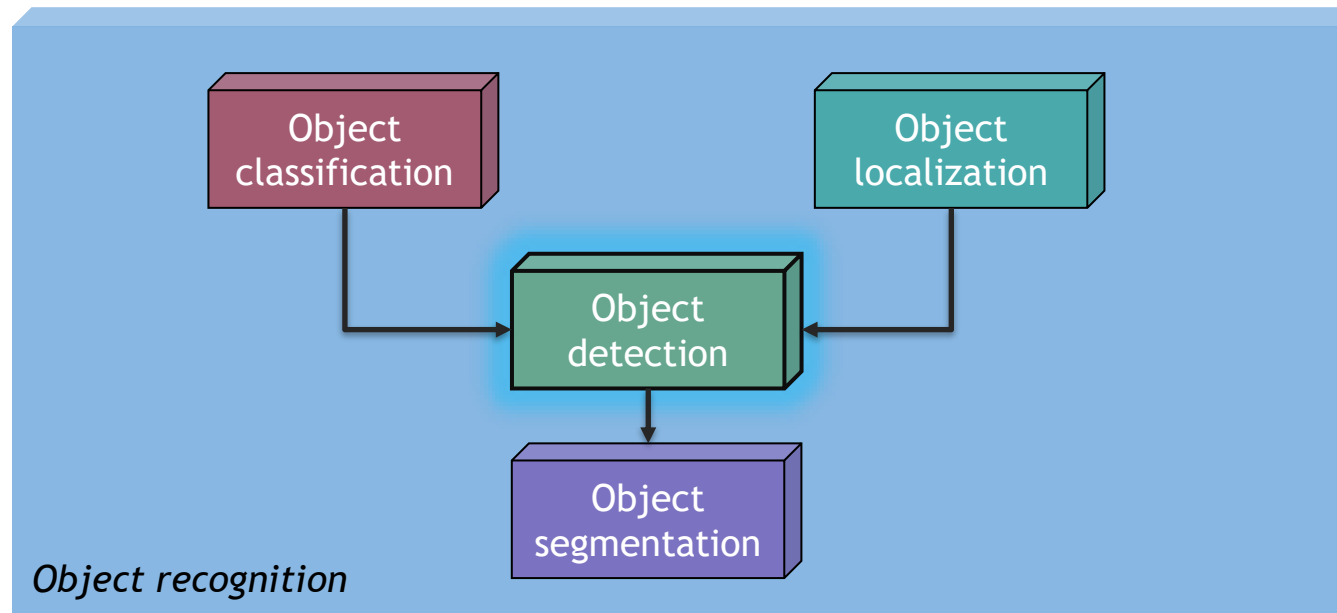 Object
classification
Object
localization
Object
detection
Object
segmentation
Object recognition